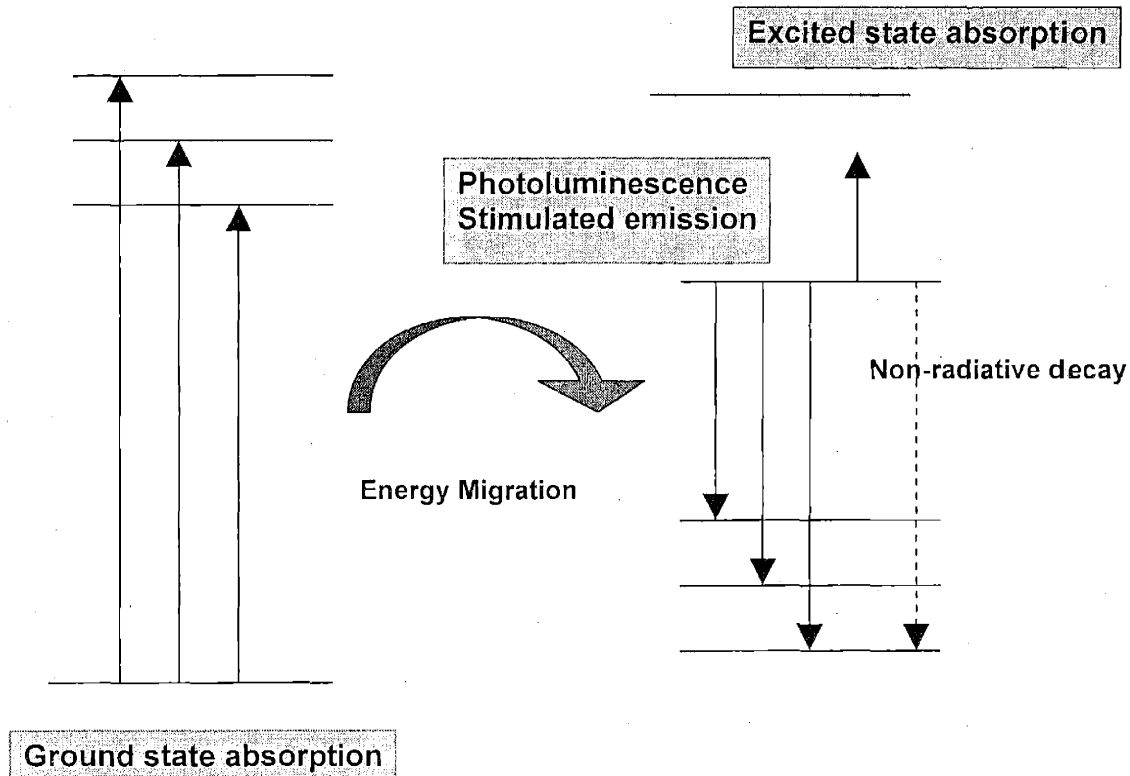 Excited state absorption
Photoluminescence
Stimulated emission
Non-radiative decay
Energy Migration
Ground state absorption